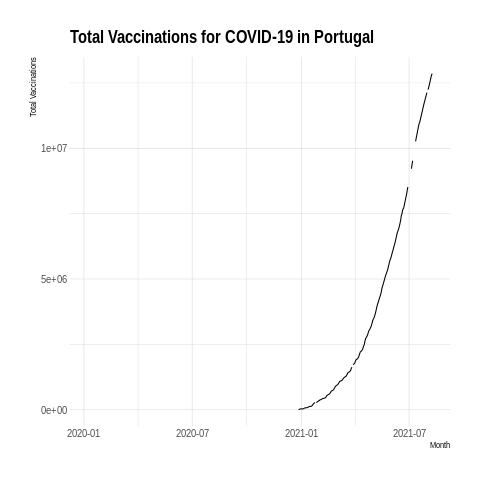 Total Vaccinations for COVID-19 in Portugal
Total Vaccinations
1e+07
5e+06
0e+00
2020-01
2020-07
2021-01
2021-07
Month